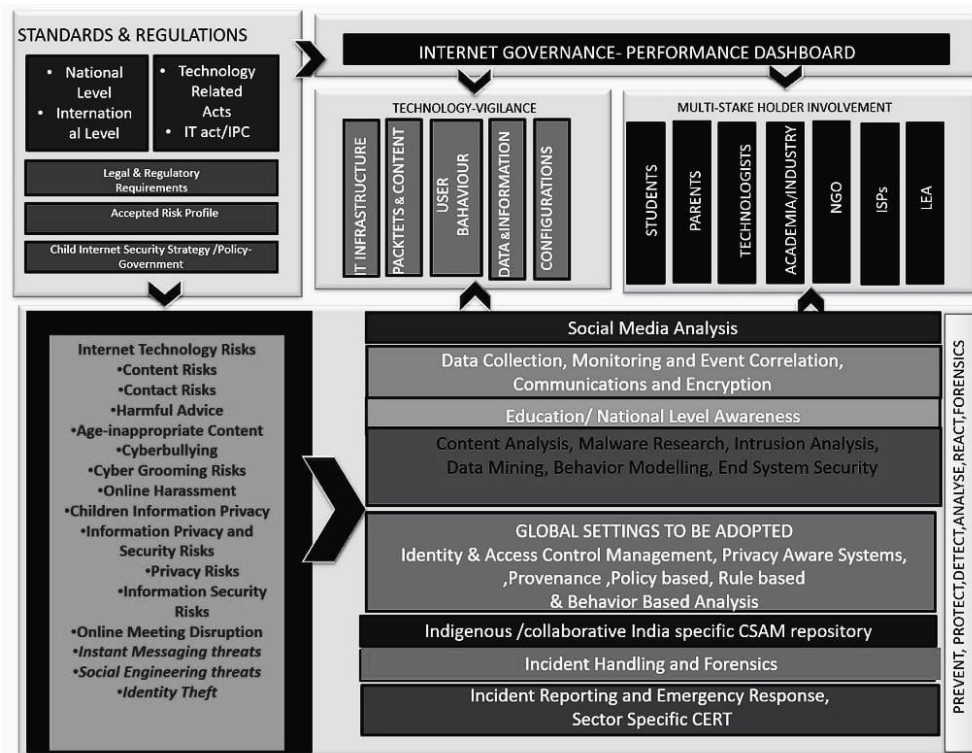 STANDARDS & REGULATIONS
• National
Level
• Internation
al Level
• Technology
Related
Acts
• IT act/IPC
Legal & Regulatory
Requirements
Accepted Risk Profile
Child Internet Security Strategy /Policy-
Government
INTERNET GOVERNANCE- PERFORMANCE DASHBOARD
TECHNOLOGY-VIGILANCE
IT INFRASTRUCTURE
PACKTETS & CONTENT
USER
BAHAVIOUR
DATA &INFORMATION
CONFIGURATIONS
MULTI-STAKE HOLDER INVOLVEMENT
STUDENTS
PARENTS
TECHNOLOGISTS
ACADEMIA/INDUSTRY
NGO
ISPs
LEA
Internet Technology Risks
•Content Risks
•Contact Risks
•Harmful Advice
•Age-inappropriate Content
•Cyberbullying
•Cyber Grooming Risks
•Online Harassment
•Children Information Privacy
•Information Privacy and
Security Risks
•Privacy Risks
•Information Security
Risks
•Online Meeting Disruption
•Instant Messaging threats
•Social Engineering threats
•Identity Theft
Social Media Analysis
Data Collection, Monitoring and Event Correlation,
Communications and Encryption
Education/ National Level Awareness
Content Analysis, Malware Research, Intrusion Analysis,
Data Mining, Behavior Modelling, End System Security
GLOBAL SETTINGS TO BE ADOPTED
Identity & Access Control Management, Privacy Aware Systems,
,Provenance ,Policy based, Rule based
& Behavior Based Analysis
Indigenous /collaborative India specific CSAM repository
Incident Handling and Forensics
Incident Reporting and Emergency Response,
Sector Specific CERT
PREVENT, PROTECT,DETECT,ANALYSE,REACT,FORENSICS